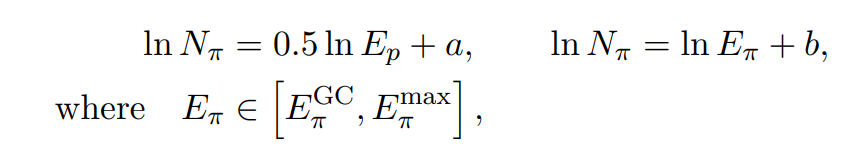 ln N_π = 0.5 ln E_p + a,    ln N_π = ln E_π + b,
where E_π ∈ [E_π^GC, E_π^max],